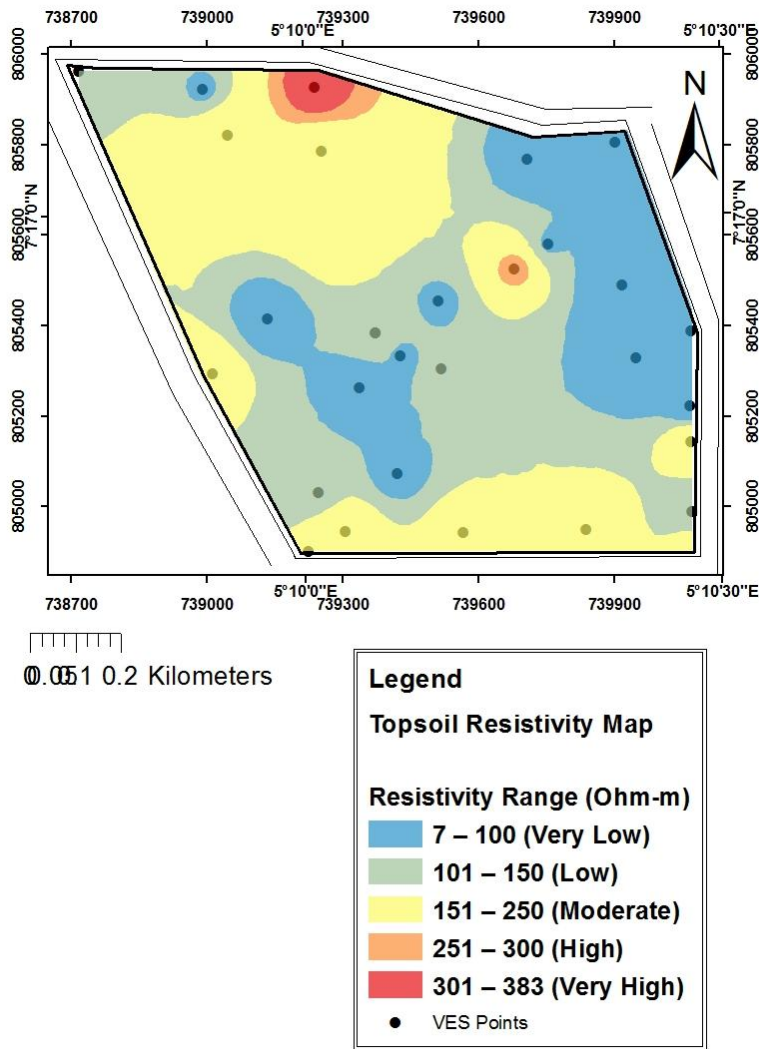 738700 739000 739300 739600 739900
5°10'0"E 5°10'30"E
806000 806000
805800 805800
7°17'0"N 7°17'0"N
805600 805600
805400 805400
805200 805200
805000 805000
N
5°10'0"E 5°10'30"E
738700 739000 739300 739600 739900
0 0.05 0.1 0.2 Kilometers
Legend
Topsoil Resistivity Map
Resistivity Range (Ohm-m)
7 – 100 (Very Low)
101 – 150 (Low)
151 – 250 (Moderate)
251 – 300 (High)
301 – 383 (Very High)
VES Points